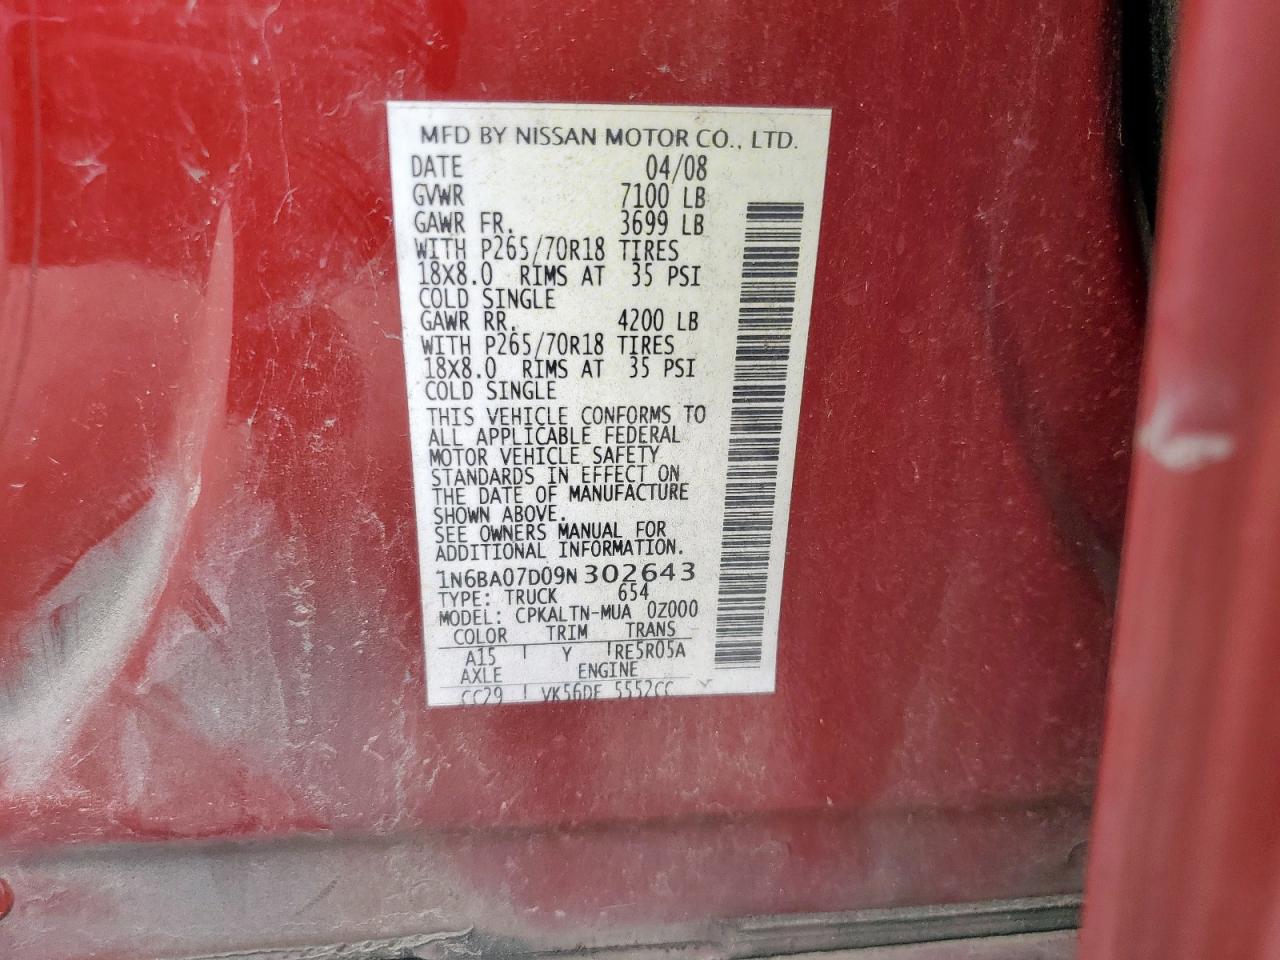 MFD BY NISSAN MOTOR CO., LTD.
DATE 04/08
GVWR 7100 LB
GAWR FR. 3699 LB
WITH P265/70R18 TIRES
18X8.0 RIMS AT 35 PSI
COLD SINGLE
GAWR RR. 4200 LB
WITH P265/70R18 TIRES
18X8.0 RIMS AT 35 PSI
COLD SINGLE
THIS VEHICLE CONFORMS TO
ALL APPLICABLE FEDERAL
MOTOR VEHICLE SAFETY
STANDARDS IN EFFECT ON
THE DATE OF MANUFACTURE
SHOWN ABOVE.
SEE OWNERS MANUAL FOR
ADDITIONAL INFORMATION.
1N6BA07D09N302643
TYPE: TRUCK 654
MODEL: CPKALTN-MUA 0Z000
COLOR TRIM TRANS
A15 Y RE5R05A
AXLE ENGINE
CC29 VK56DE 5552CC